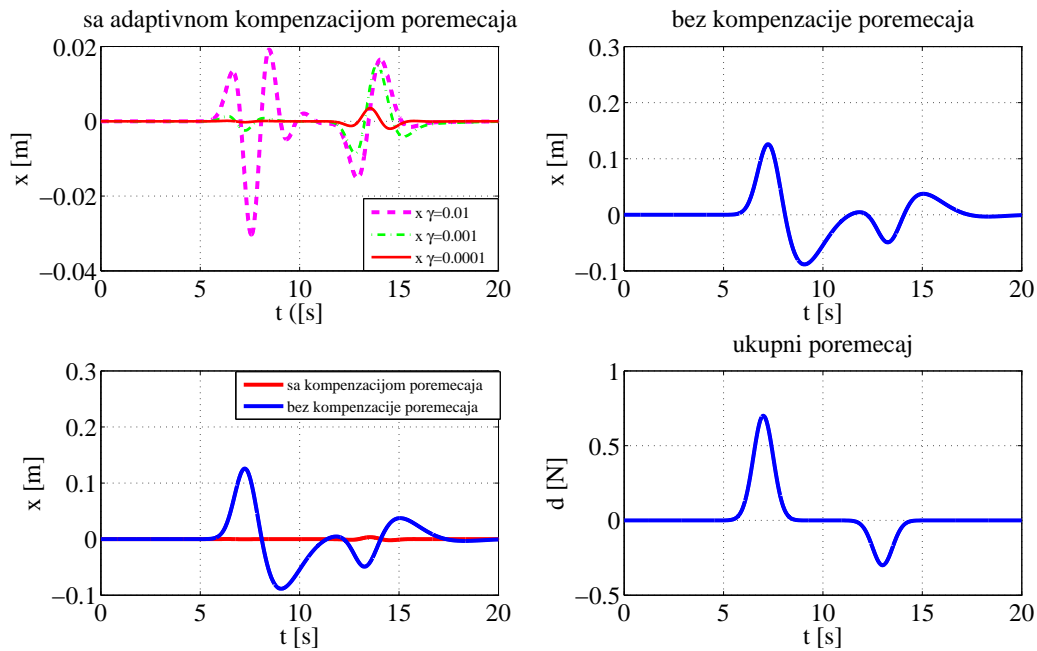 sa adaptivnom kompenzacijom poremecaja
x [m]
0.02
0
−0.02
−0.04
x γ=0.01
x γ=0.001
x γ=0.0001
0 5 10 15 20
t ([s]
bez kompenzacije poremecaja
x [m]
0.3
0.2
0.1
0
−0.1
0 5 10 15 20
t [s]
x [m]
0.3
0.2
0.1
0
−0.1
sa kompenzacijom poremecaja
bez kompenzacije poremecaja
0 5 10 15 20
t [s]
ukupni poremecaj
d [N]
1
0.5
0
−0.5
0 5 10 15 20
t [s]